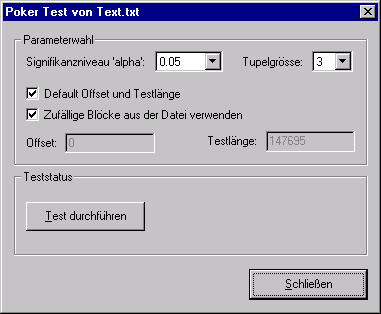 Poker Test von Text.txt
Parameterwahl
Signifikanzniveau 'alpha': 0.05 Tupelgrösse: 3
Default Offset und Testlänge
Zufällige Blöcke aus der Datei verwenden
Offset: 0 Testlänge: 147695
Teststatus
Test durchführen
Schließen